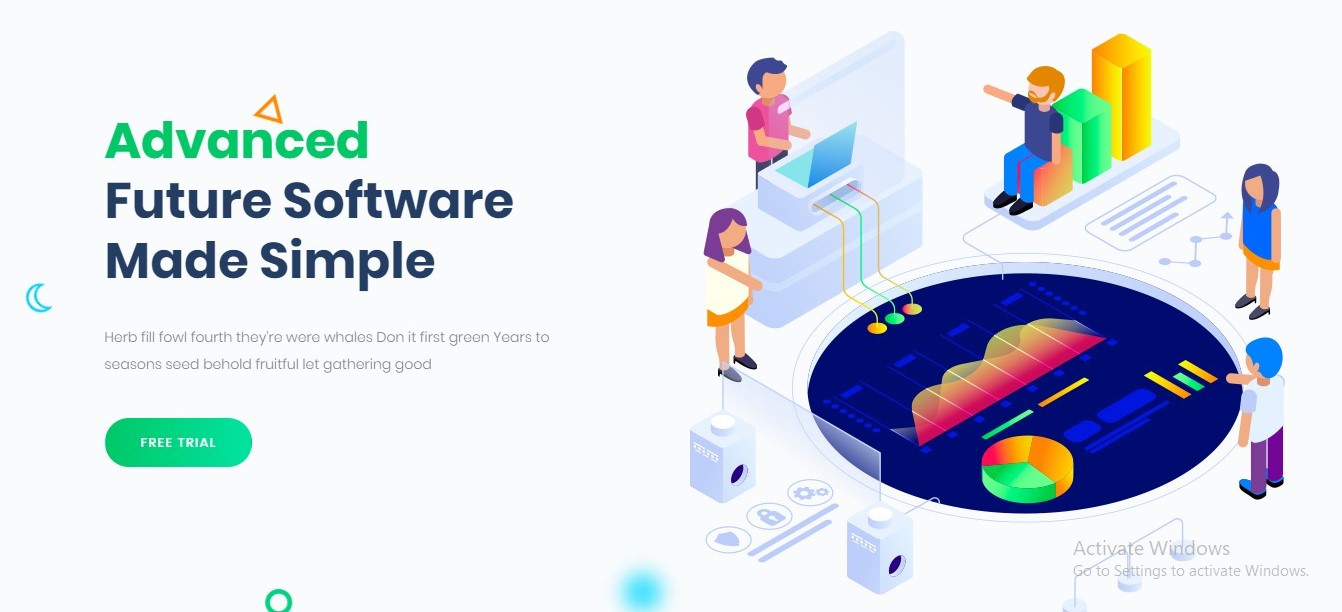 Advanced
Future Software
Made Simple
Herb fill fowl fourth they're were whales Don it first green Years to
seasons seed behold fruitful let gathering good
FREE TRIAL
Activate Windows
Go to Settings to activate Windows.